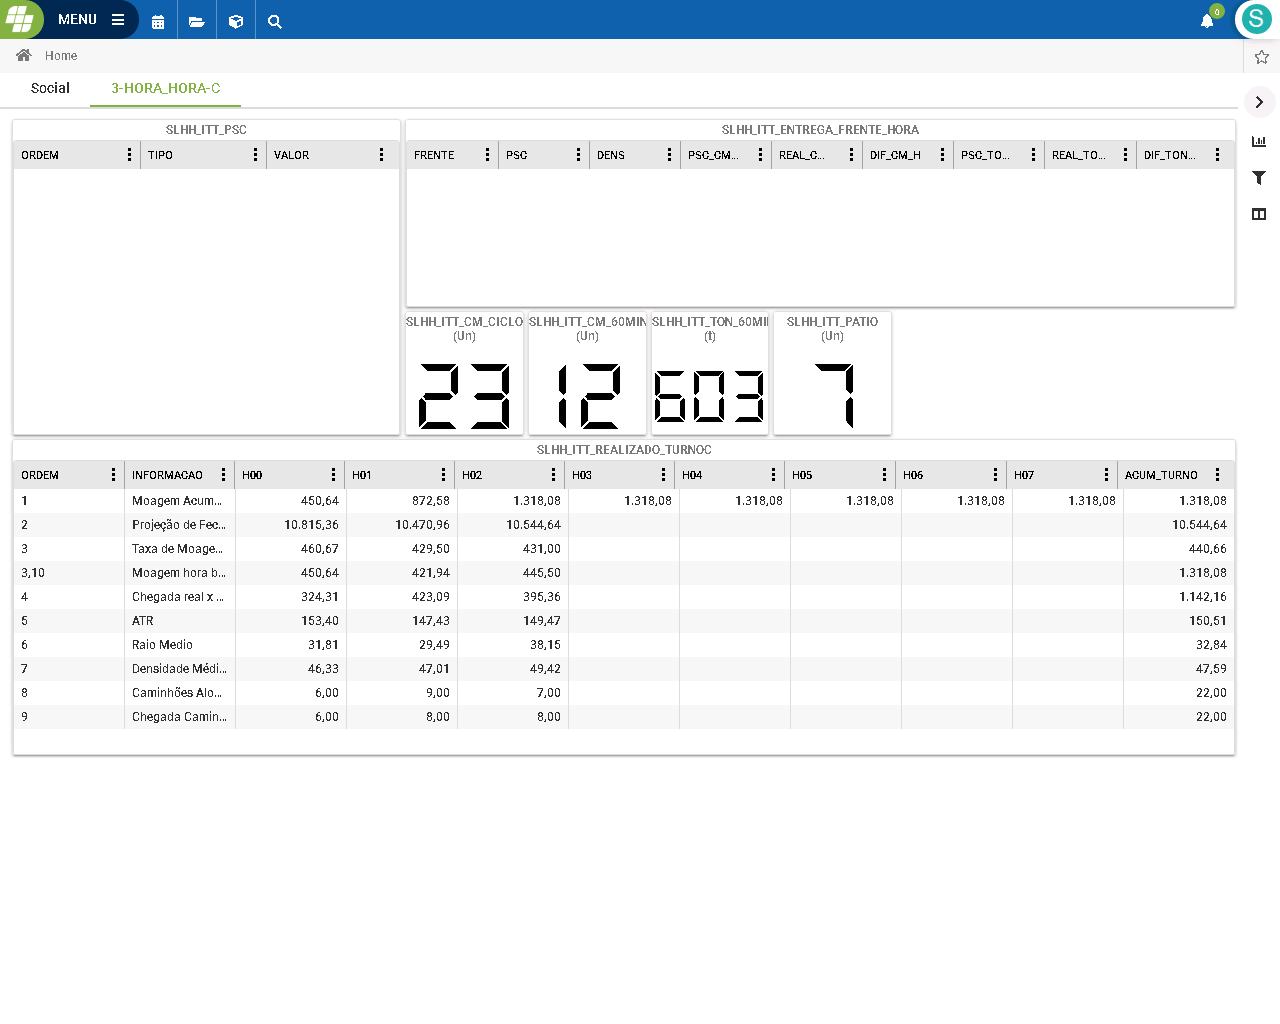 MENU
0
S
Home
Social 3-HORA_HORA-C
SLHH_ITT_PSC
ORDEM TIPO VALOR
SLHH_ITT_ENTREGA_FRENTE_HORA
FRENTE PSC DENS PSC_CM... REAL_C... DIF_CM_H PSC_TO... REAL_TO... DIF_TON...
SLHH_ITT_CM_CICLO
(Un)
23
SLHH_ITT_CM_60MIN
(Un)
12
SLHH_ITT_TON_60MI
(t)
603
SLHH_ITT_PATIO
(Un)
7
SLHH_ITT_REALIZADO_TURNOC
ORDEM INFORMACAO H00 H01 H02 H03 H04 H05 H06 H07 ACUM_TURNO
1 Moagem Acum... 450,64 872,58 1.318,08 1.318,08 1.318,08 1.318,08 1.318,08 1.318,08 1.318,08
2 Projeção de Fec... 10.815,36 10.470,96 10.544,64 10.544,64
3 Taxa de Moage... 460,67 429,50 431,00 440,66
3,10 Moagem hora b... 450,64 421,94 445,50 1.318,08
4 Chegada real x ... 324,31 423,09 395,36 1.142,16
5 ATR 153,40 147,43 149,47 150,51
6 Raio Medio 31,81 29,49 38,15 32,84
7 Densidade Médi... 46,33 47,01 49,42 47,59
8 Caminhões Alo... 6,00 9,00 7,00 22,00
9 Chegada Camin... 6,00 8,00 8,00 22,00